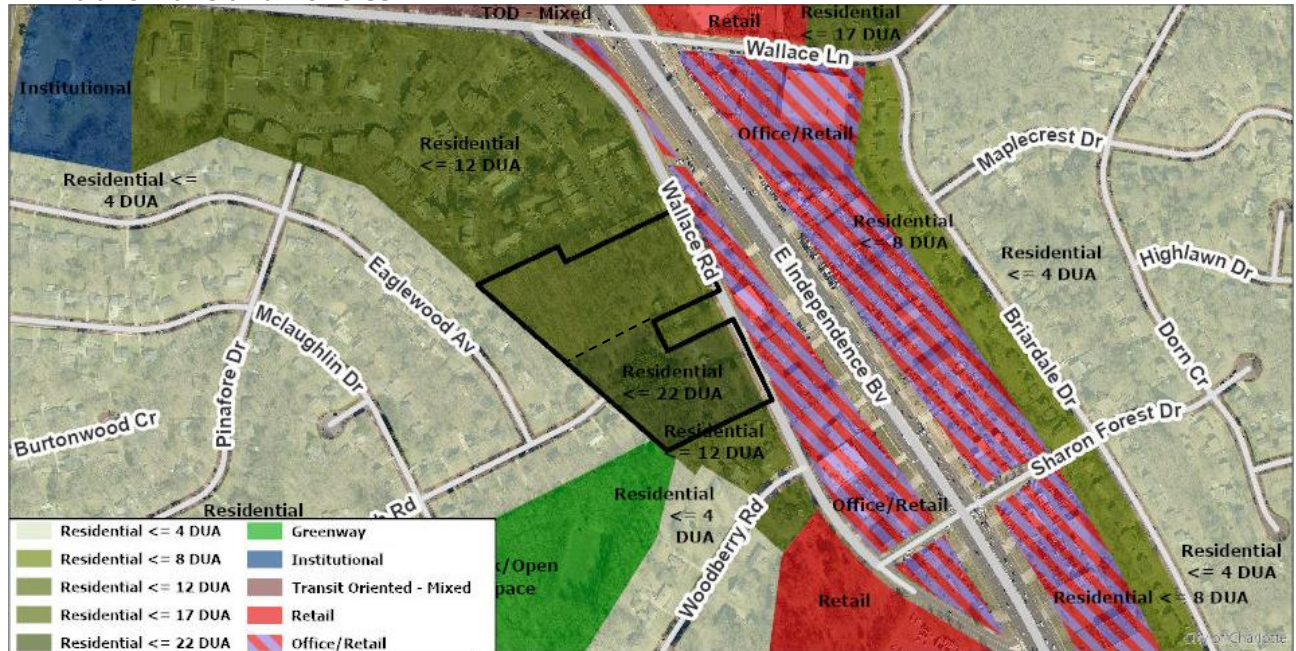 TOD - Mixed
Retail
Residential
<= 17 DUA
Wallace Ln
Institutional
Office/Retail
Residential
<= 12 DUA
Maplecrest Dr
Residential <=
4 DUA
Wallace Rd
Residential
<= 8 DUA
Residential
<= 4 DUA
Highlawn Dr
Eaglewood Av
E Independence Bv
Mclaughlin Dr
Pinafore Dr
Briardale Dr
Dorn Cr
Residential
<= 22 DUA
Burtonwood Cr
Residential
<= 12 DUA
Sharon Forest Dr
Residential
<= 4
DUA
Office/Retail
Residential
Rd
Woodberry Rd
Retail
Residential
<= 4 DUA
Residential <= 8 DUA
/Open
pace
Residential <= 4 DUA
Residential <= 8 DUA
Residential <= 12 DUA
Residential <= 17 DUA
Residential <= 22 DUA
Greenway
Institutional
Transit Oriented - Mixed
Retail
Office/Retail
City of Charlotte